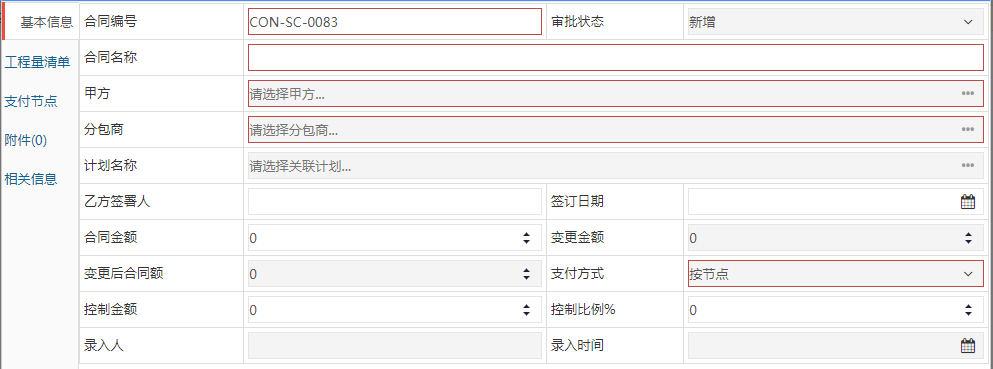 基本信息
工程量清单
支付节点
附件(0)
相关信息
合同编号 CON-SC-0083 审批状态 新增
合同名称
甲方 请选择甲方...
分包商 请选择分包商...
计划名称 请选择关联计划...
乙方签署人 签订日期
合同金额 0 变更金额 0
变更后合同额 0 支付方式 按节点
控制金额 0 控制比例% 0
录入人 录入时间